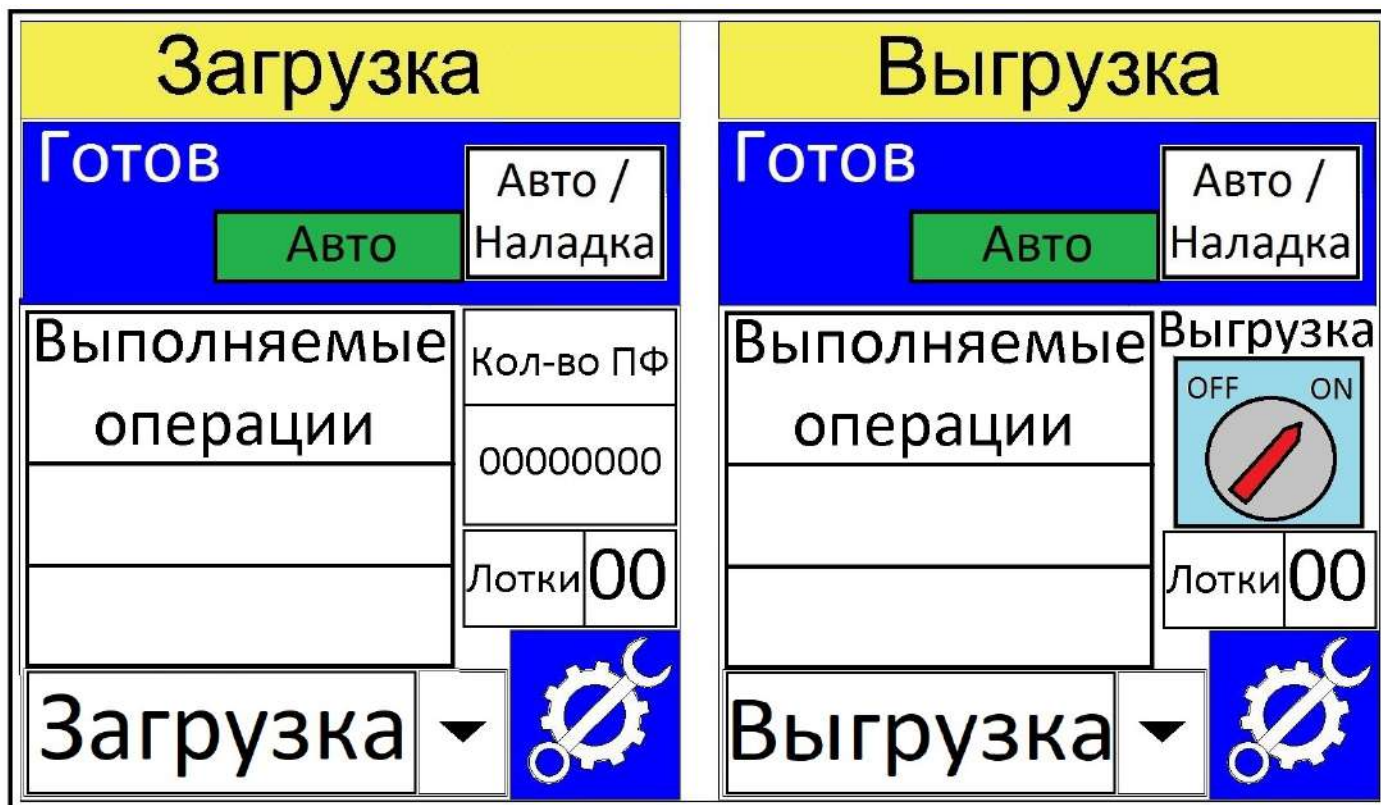 Загрузка
Готов
Авто /
Наладка
Авто
Выполняемые
операции
Кол-во ПФ
00000000
Лотки 00
Загрузка
Выгрузка
Готов
Авто /
Наладка
Авто
Выполняемые
операции
Выгрузка
OFF ON
Лотки 00
Выгрузка